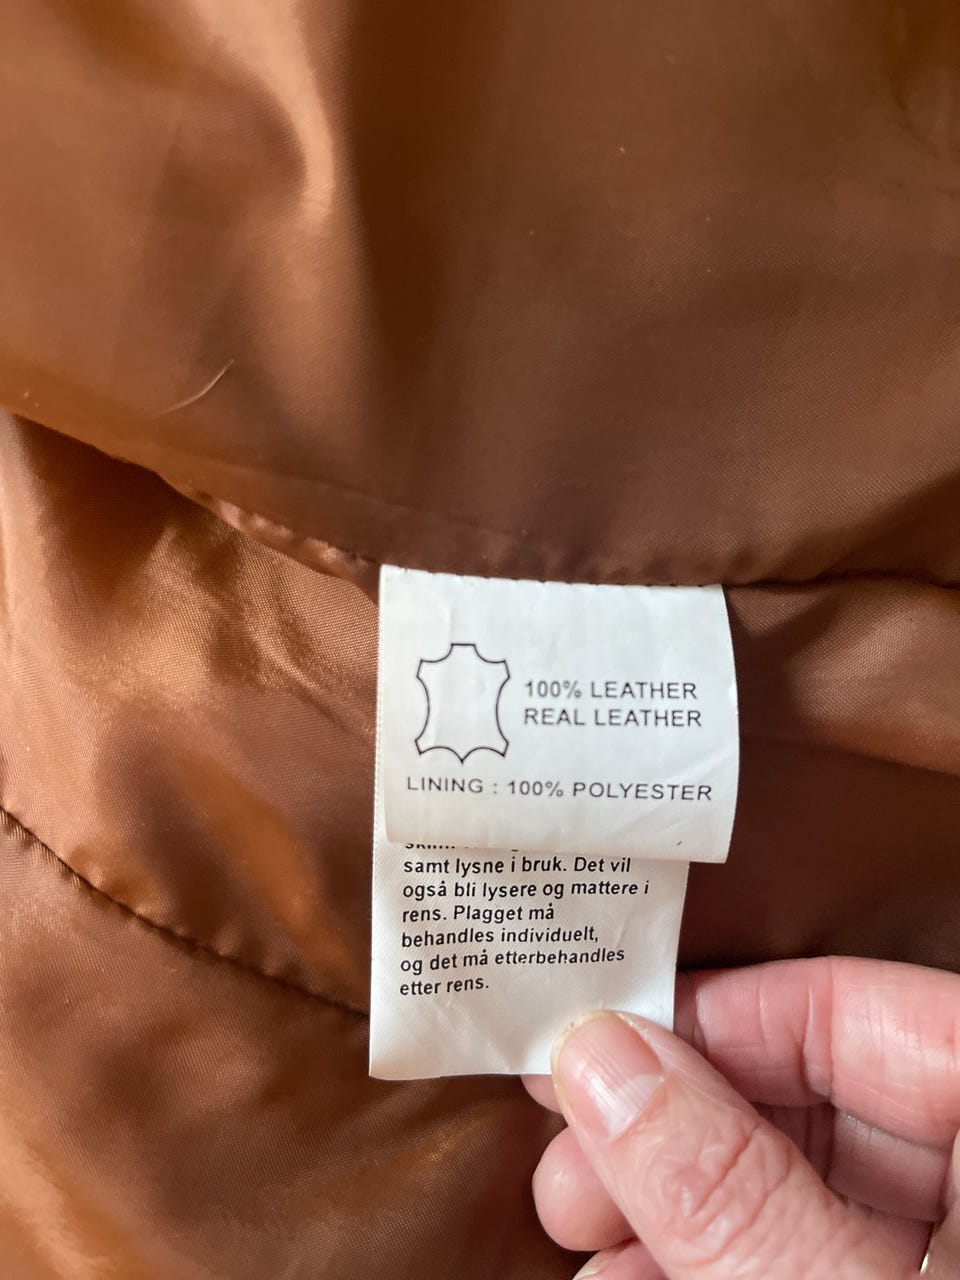 100% LEATHER
REAL LEATHER
LINING : 100% POLYESTER
samt lysne i bruk. Det vil
også bli lysere og mattere i
rens. Plagget må
behandles individuelt,
og det må etterbehandles
etter rens.